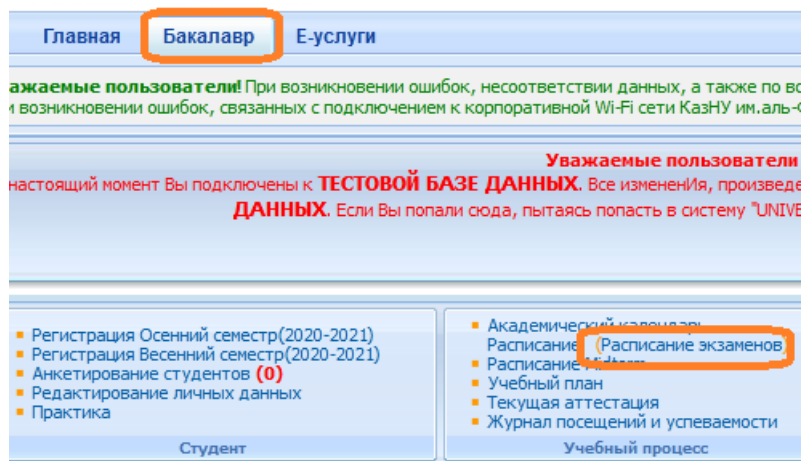 Главная Бакалавр Е-услуги
ажаемые пользователи! При возникновении ошибок, несоответствии данных, а также по во
и возникновении ошибок, связанных с подключением к корпоративной Wi-Fi сети КазНУ им.аль-Ф
Уважаемые пользователи
настоящий момент Вы подключены к ТЕСТОВОЙ БАЗЕ ДАННЫХ. Все измененИя, произведе
ДАННЫХ. Если Вы попали сюда, пытаясь попасть в систему "UNIVE
Регистрация Осенний семестр(2020-2021)
Регистрация Весенний семестр(2020-2021)
Анкетирование студентов (0)
Редактирование личных данных
Практика
Студент
Академический календарь
Расписание (Расписание экзаменов)
Расписание Midterm
Учебный план
Текущая аттестация
Журнал посещений и успеваемости
Учебный процесс